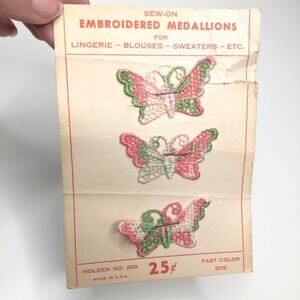 SEW-ON
EMBROIDERED MEDALLIONS
FOR
LINGERIE – BLOUSES – SWEATERS – ETC.
HOLDEN NO. 200
MADE IN U.S.A.
25¢
FAST COLOR
DYE